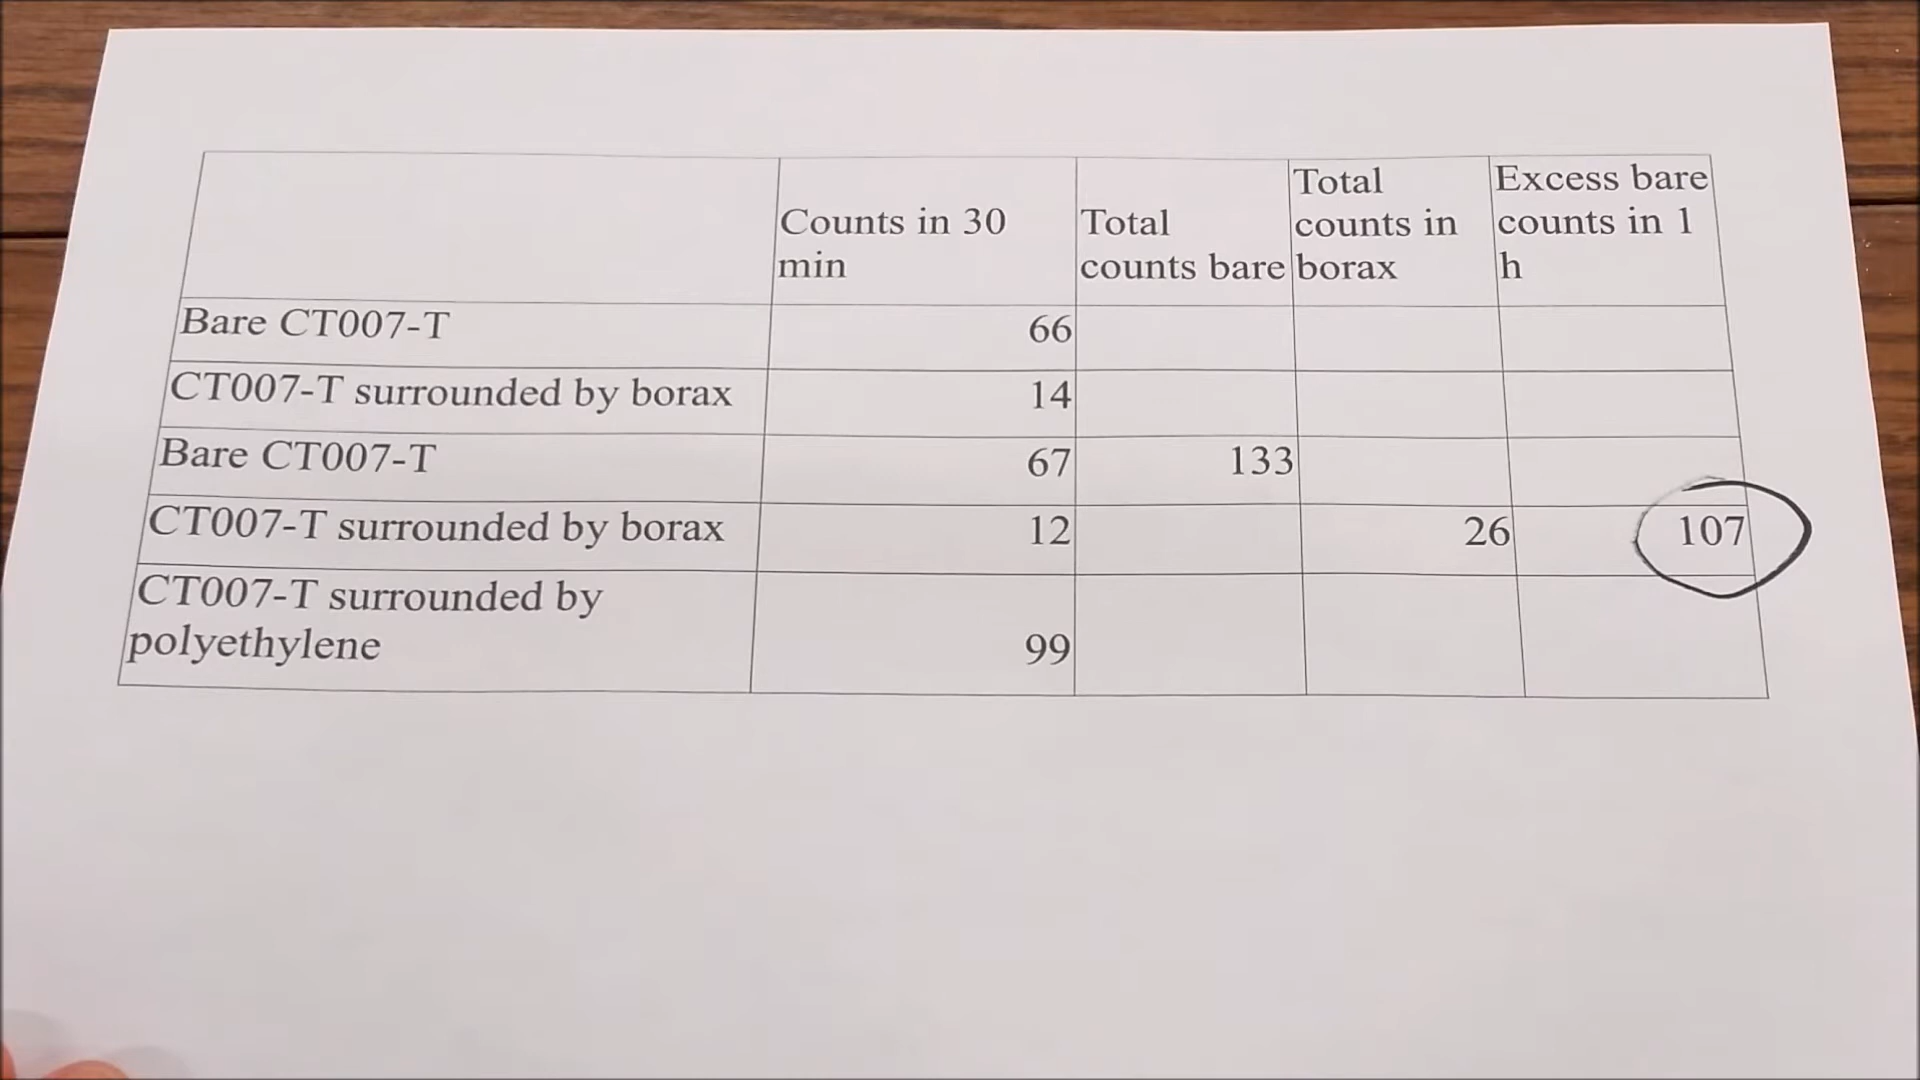 Counts in 30
min
Total
counts bare
Total
counts in
borax
Excess bare
counts in 1
h
Bare CT007-T
66
CT007-T surrounded by borax
14
Bare CT007-T
67
133
CT007-T surrounded by borax
12
26
107
CT007-T surrounded by
polyethylene
99